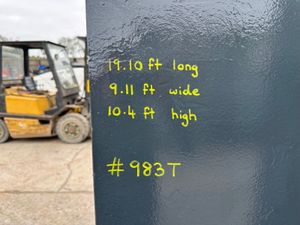 19.10 ft long
9.11 ft wide
10.4 ft high
#983T